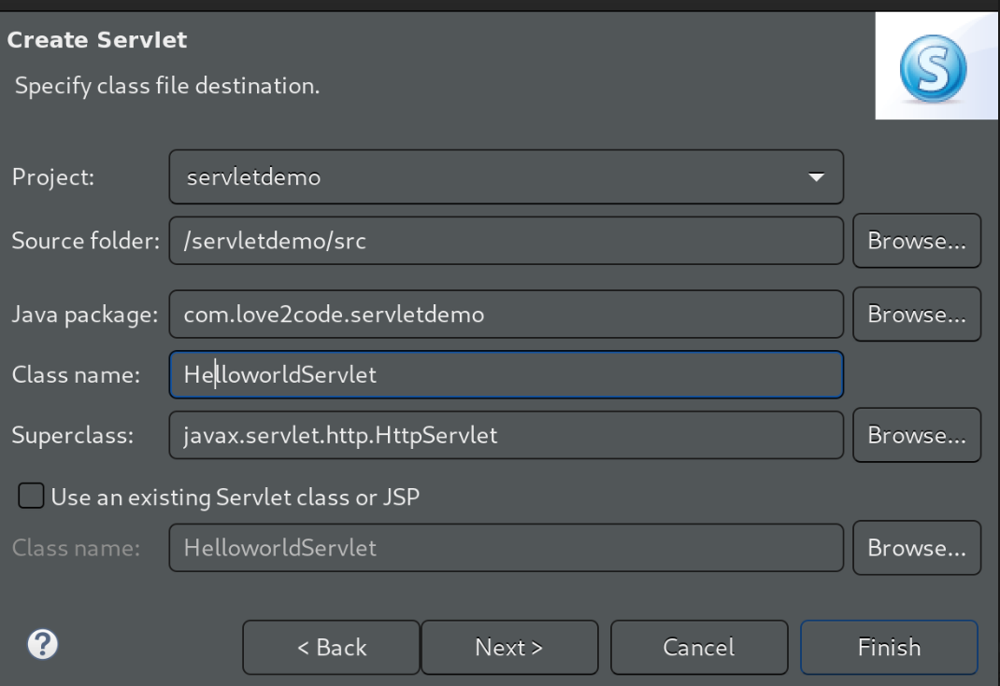 Create Servlet
Specify class file destination.
S
Project: servletdemo
Source folder: /servletdemo/src Browse...
Java package: com.love2code.servletdemo Browse...
Class name: HelloworldServlet
Superclass: javax.servlet.http.HttpServlet Browse...
Use an existing Servlet class or JSP
Class name: HelloworldServlet Browse...
? < Back Next > Cancel Finish